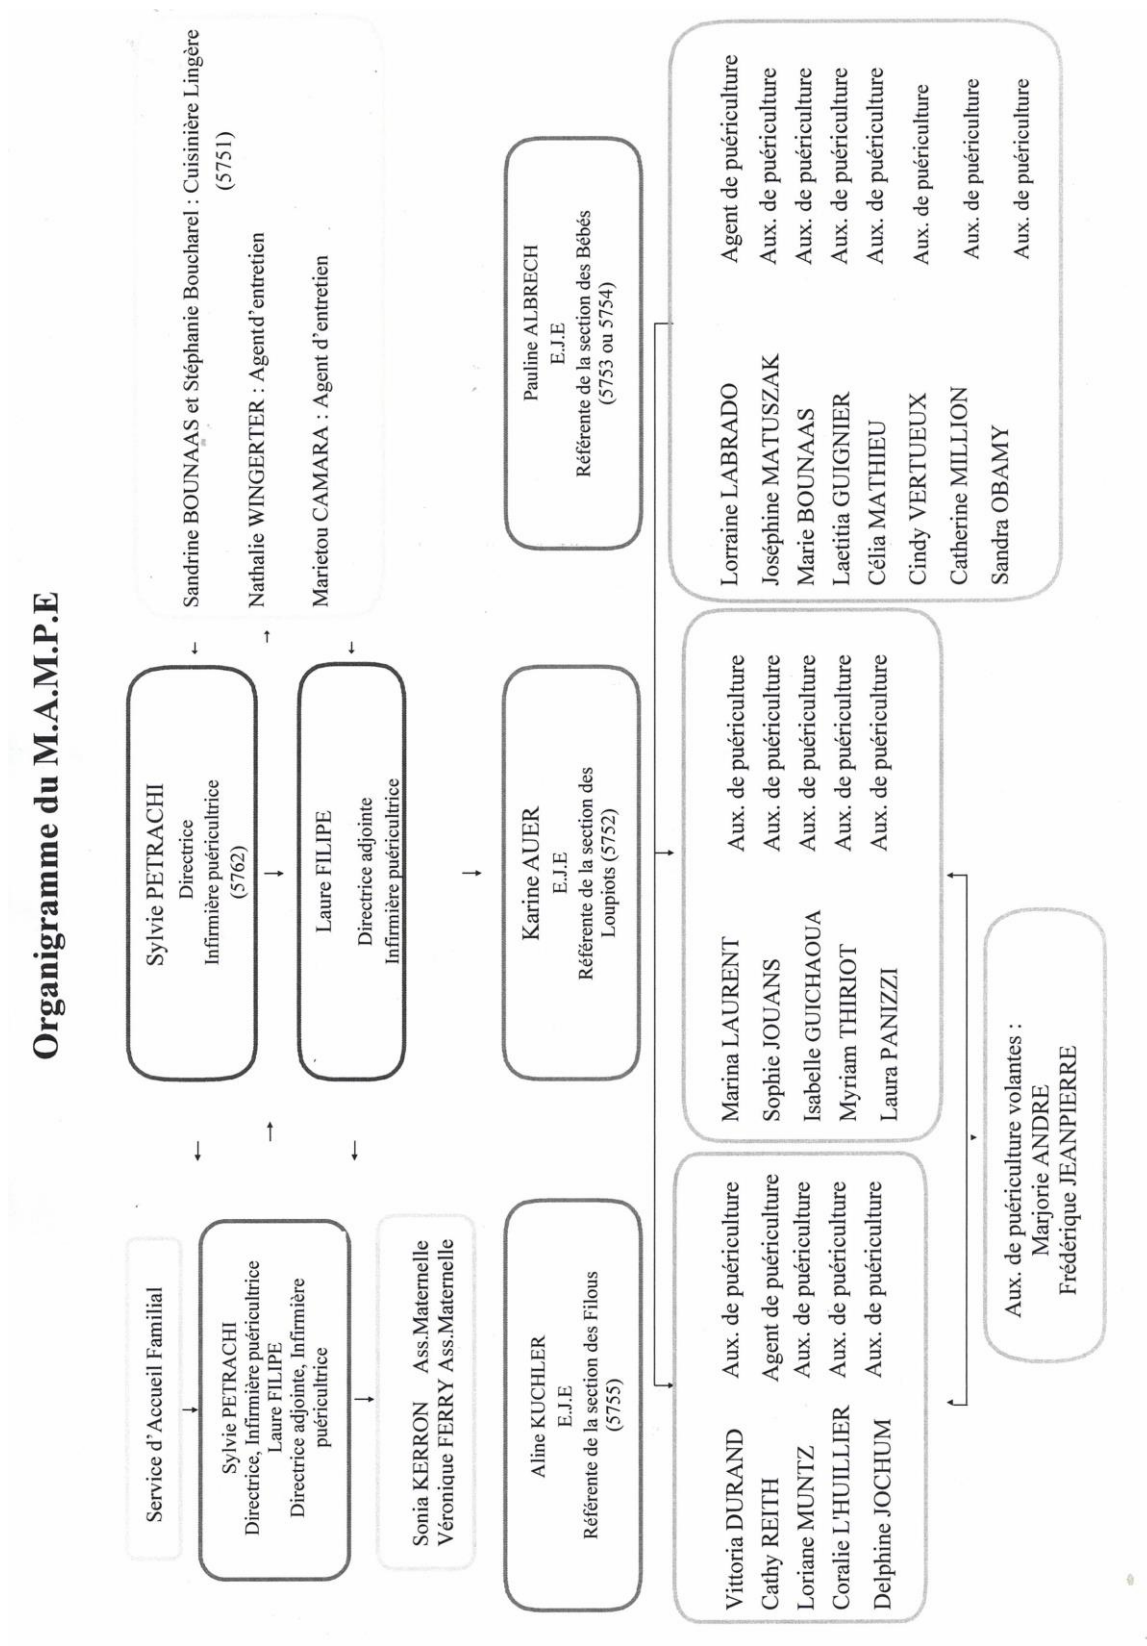 Organigramme du M.A.M.P.E
Service d'Accueil Familial
Sylvie PETRACHI
Directrice, Infirmière puéricultrice
Laure FILIPE
Directrice adjointe, Infirmière
puéricultrice
Sonia KERRON Ass.Maternelle
Véronique FERRY Ass.Maternelle
Sylvie PETRACHI
Directrice
Infirmière puéricultrice
(5762)
Laure FILIPE
Directrice adjointe
Infirmière puéricultrice
Sandrine BOUNAAS et Stéphanie Boucharel : Cuisinière Lingère
(5751)
Nathalie WINGERTER : Agentd'entretien
Marietou CAMARA : Agent d'entretien
Aline KUCHLER
E.J.E
Référente de la section des Filous
(5755)
Karine AUER
E.J.E
Référente de la section des
Loupiots (5752)
Pauline ALBRECH
E.J.E
Référente de la section des Bébés
(5753 ou 5754)
Vittoria DURAND Aux. de puériculture
Cathy REITH Agent de puériculture
Loriane MUNTZ Aux. de puériculture
Coralie L'HUILLIER Aux. de puériculture
Delphine JOCHUM Aux. de puériculture
Marina LAURENT Aux. de puériculture
Sophie JOUANS Aux. de puériculture
Isabelle GUICHAOUA Aux. de puériculture
Myriam THIRIOT Aux. de puériculture
Laura PANIZZI Aux. de puériculture
Lorraine LABRADO Agent de puériculture
Joséphine MATUSZAK Aux. de puériculture
Marie BOUNAAS Aux. de puériculture
Laetitia GUIGNIER Aux. de puériculture
Célia MATHIEU Aux. de puériculture
Cindy VERTUEUX Aux. de puériculture
Catherine MILLION Aux. de puériculture
Sandra OBAMY Aux. de puériculture
Aux. de puériculture volantes :
Marjorie ANDRE
Frédérique JEANPIERRE